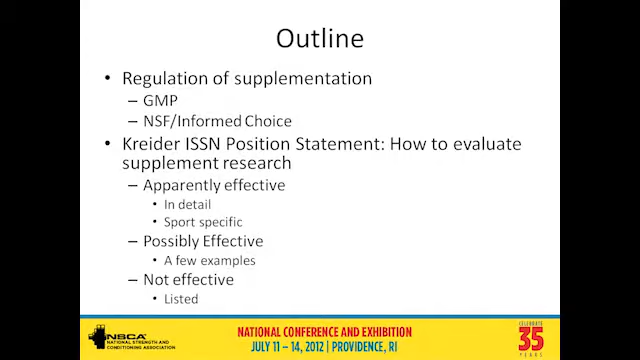 Outline
• Regulation of supplementation
– GMP
– NSF/Informed Choice
• Kreider ISSN Position Statement: How to evaluate
supplement research
– Apparently effective
• In detail
• Sport specific
– Possibly Effective
• A few examples
– Not effective
• Listed
NSCA
NATIONAL STRENGTH AND
CONDITIONING ASSOCIATION
NATIONAL CONFERENCE AND EXHIBITION
JULY 11 – 14, 2012 | PROVIDENCE, RI
CELEBRATE
35
YEARS